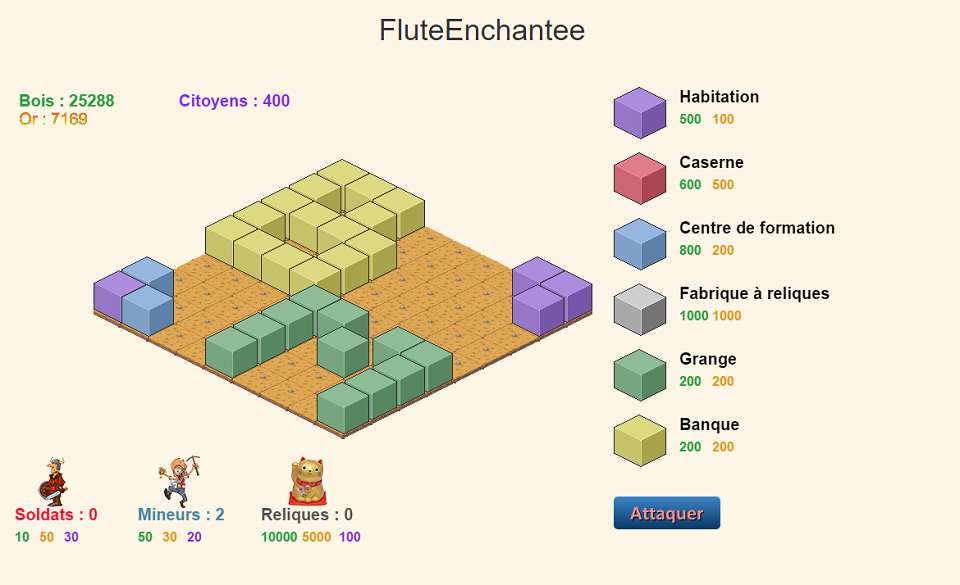 FluteEnchantee
Bois : 25288
Citoyens : 400
Or : 7169
Habitation
500 100
Caserne
600 500
Centre de formation
800 200
Fabrique à reliques
1000 1000
Grange
200 200
Banque
200 200
Attaquer
Soldats : 0
10 50 30
Mineurs : 2
50 30 20
Reliques : 0
10000 5000 100